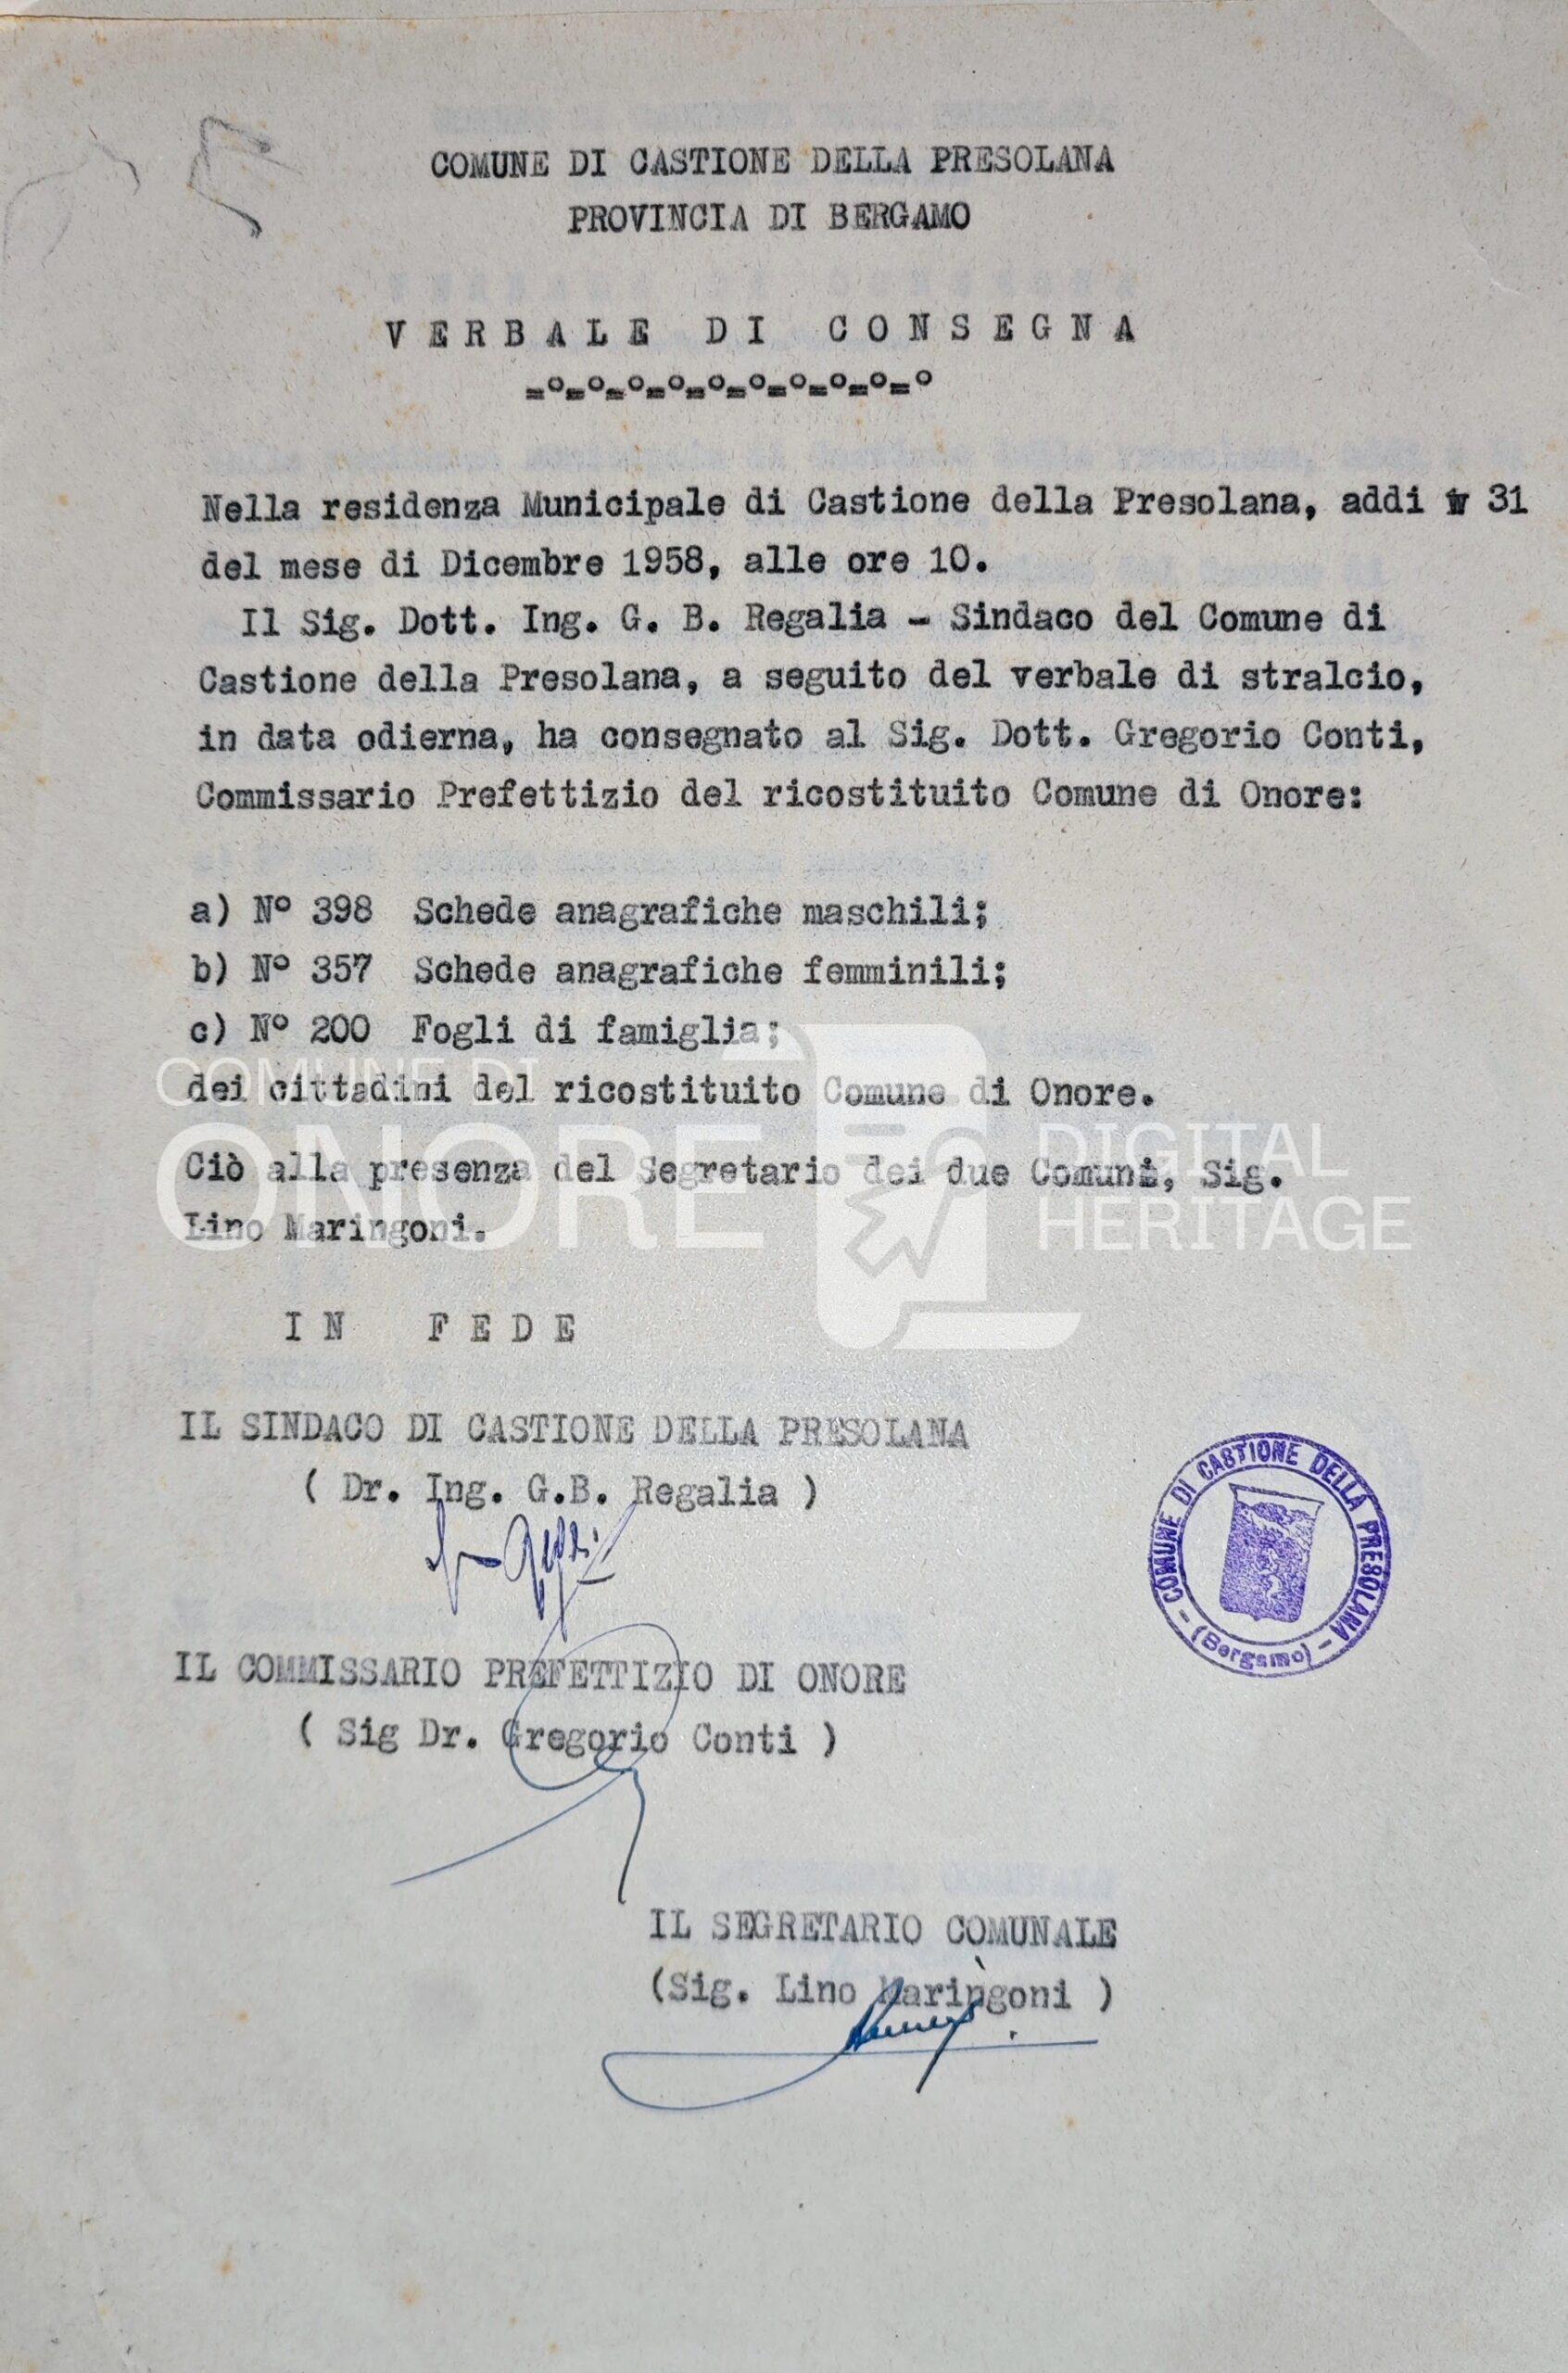 COMUNE DI CASTIONE DELLA PRESOLANA
PROVINCIA DI BERGAMO
VERBALE DI CONSEGNA
=°=°=°=°=°=°=°=°=°=°
Nella residenza Municipale di Castione della Presolana, addi 31
del mese di Dicembre 1958, alle ore 10.
Il Sig. Dott. Ing. G. B. Regalia - Sindaco del Comune di
Castione della Presolana, a seguito del verbale di stralcio,
in data odierna, ha consegnato al Sig. Dott. Gregorio Conti,
Commissario Prefettizio del ricostituito Comune di Onore:
a) N° 398 Schede anagrafiche maschili;
b) N° 357 Schede anagrafiche femminili;
c) N° 200 Fogli di famiglia;
dei cittadini del ricostituito Comune di Onore.
Ciò alla presenza del Segretario dei due Comuni, Sig.
Lino Maringoni.
COMUNE DI
ONORE
DIGITAL
HERITAGE
IN FEDE
IL SINDACO DI CASTIONE DELLA PRESOLANA
( Dr. Ing. G.B. Regalia )
COMUNE DI CASTIONE DELLA PRESOLANA
(Bergamo)
IL COMMISSARIO PREFETTIZIO DI ONORE
( Sig Dr. Gregorio Conti )
IL SEGRETARIO COMUNALE
(Sig. Lino Maringoni )